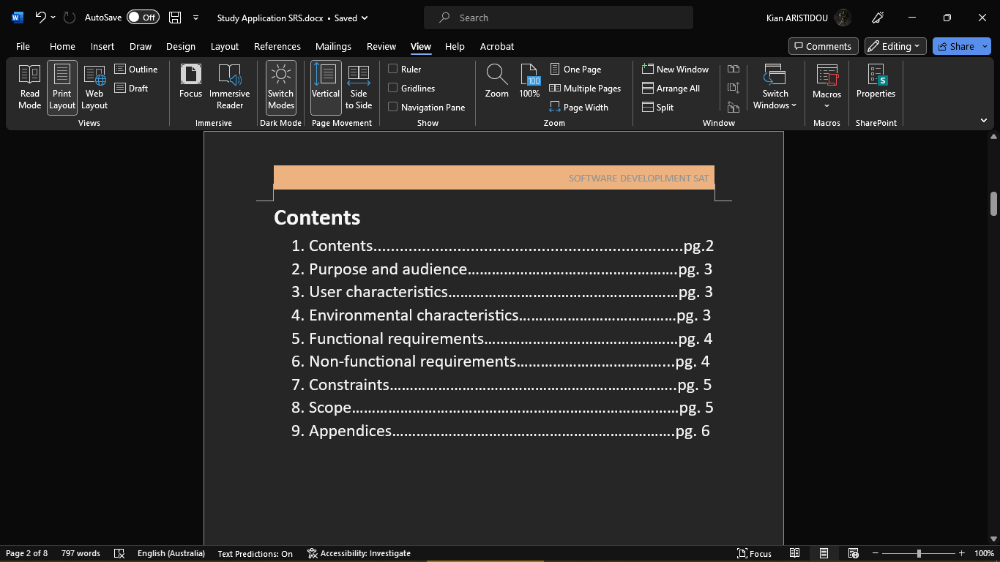 AutoSave Off Study Application SRS.docx • Saved Search Kian ARISTIDOU
File Home Insert Draw Design Layout References Mailings Review View Help Acrobat Comments Editing Share
Read Mode
Print Layout
Web Layout
Outline
Draft
Views
Focus
Immersive Reader
Immersive
Switch Modes
Dark Mode
Vertical
Side to Side
Page Movement
Ruler
Gridlines
Navigation Pane
Show
Zoom
100
100%
One Page
Multiple Pages
Page Width
Zoom
New Window
Arrange All
Split
Switch Windows
Window
Macros
Macros
S
Properties
SharePoint
SOFTWARE DEVELOPLMENT SAT
Contents
1. Contents......................................................................pg.2
2. Purpose and audience…………………………………………….pg. 3
3. User characteristics…………………………………………………pg. 3
4. Environmental characteristics…………………………………pg. 3
5. Functional requirements…………………………………………pg. 4
6. Non-functional requirements…………………………………..pg. 4
7. Constraints……………………………………………………………..pg. 5
8. Scope………………………………………………………………………pg. 5
9. Appendices…………………………………………………………….pg. 6
Page 2 of 8 797 words English (Australia) Text Predictions: On Accessibility: Investigate Focus 100%